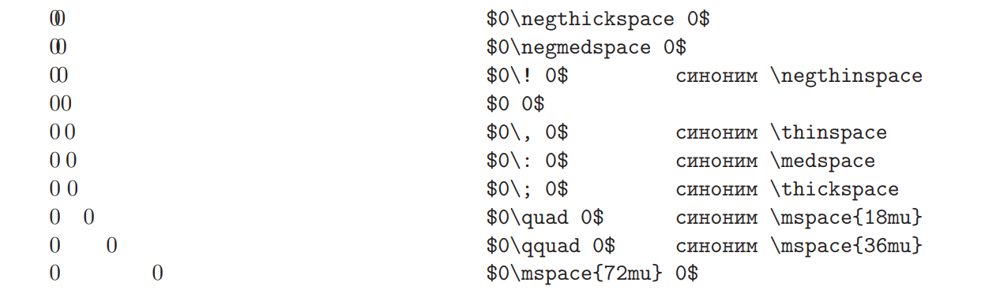 00 $0\negthickspace 0$
00 $0\negmedspace 0$
00 $0\! 0$ синоним \negthinspace
00 $0 0$
0 0 $0\, 0$ синоним \thinspace
0 0 $0\: 0$ синоним \medspace
0 0 $0\; 0$ синоним \thickspace
0 0 $0\quad 0$ синоним \mspace{18mu}
0 0 $0\qquad 0$ синоним \mspace{36mu}
0 0 $0\mspace{72mu} 0$